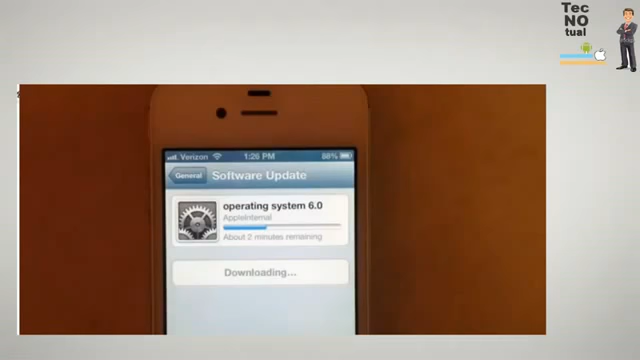 Tec
NO
tual
Verizon 1:26 PM 88%
General Software Update
operating system 6.0
AppleInternal
About 2 minutes remaining
Downloading...